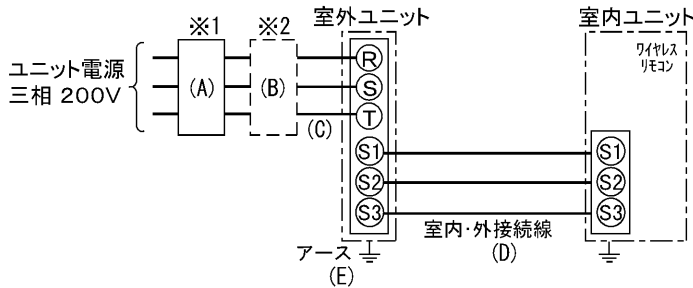 ※1
※2
室外ユニット
室内ユニット
ユニット電源
三相 200V
(A)
(B)
(C)
R
S
T
S1
S2
S3
ワイヤレス
リモコン
S1
S2
S3
室内・外接続線
(D)
アース
(E)